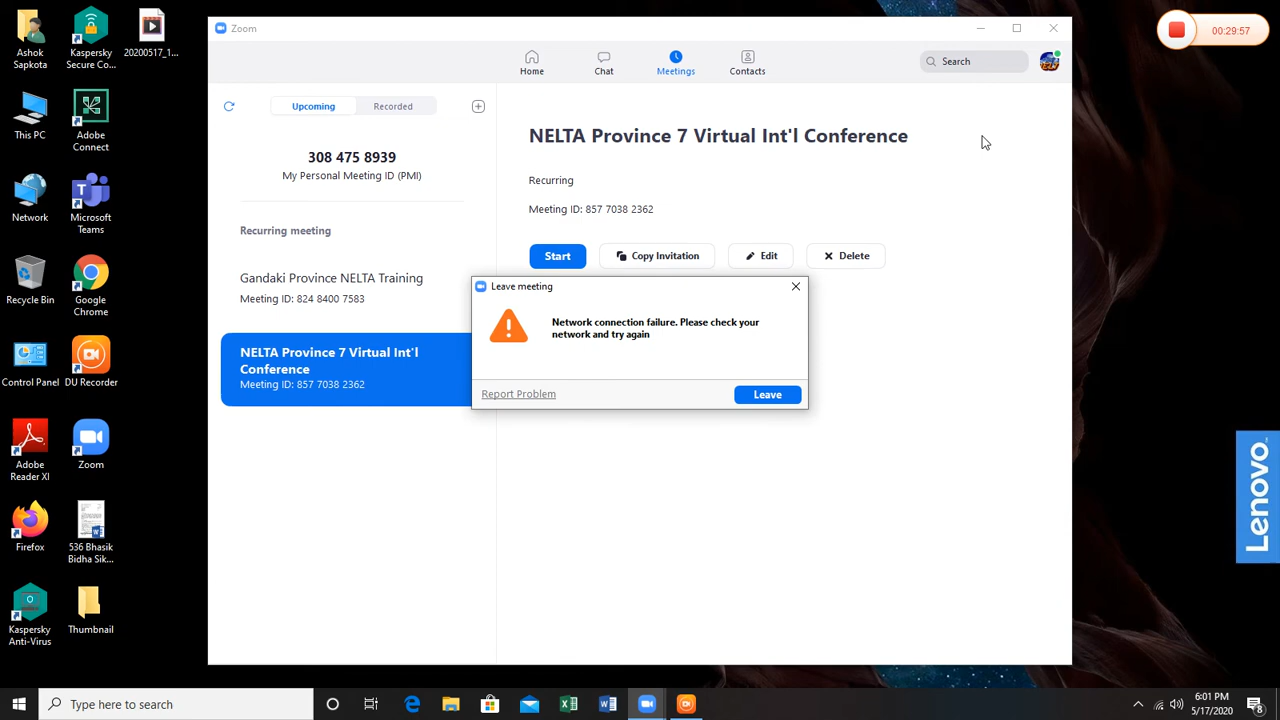 Ashok
Sapkota
Kaspersky
Secure Co...
20200517_1...
This PC
Adobe
Connect
Network
Microsoft
Teams
Recycle Bin
Google
Chrome
Control Panel
DU Recorder
Adobe
Reader XI
Zoom
Firefox
536 Bhasik
Bidha Sik...
Kaspersky
Anti-Virus
Thumbnail
Zoom
Home
Chat
Meetings
Contacts
Search
00:29:57
Upcoming
Recorded
308 475 8939
My Personal Meeting ID (PMI)
Recurring meeting
Gandaki Province NELTA Training
Meeting ID: 824 8400 7583
NELTA Province 7 Virtual Int'l
Conference
Meeting ID: 857 7038 2362
NELTA Province 7 Virtual Int'l Conference
Recurring
Meeting ID: 857 7038 2362
Start
Copy Invitation
Edit
Delete
Leave meeting
Network connection failure. Please check your
network and try again
Report Problem
Leave
Lenovo
Type here to search
6:01 PM
5/17/2020
8